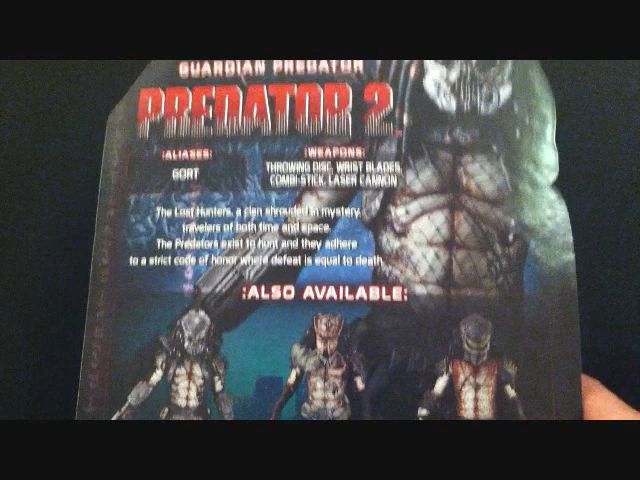 GUARDIAN PREDATOR
PREDATOR 2
:ALIASES:
GORT
:WEAPONS:
THROWING DISC, WRIST BLADES,
COMBI-STICK, LASER CANNON
The Lost Hunters, a clan shrouded in mystery,
travelers of both time and space.
The Predators exist to hunt and they adhere
to a strict code of honor where defeat is equal to death.
:ALSO AVAILABLE: